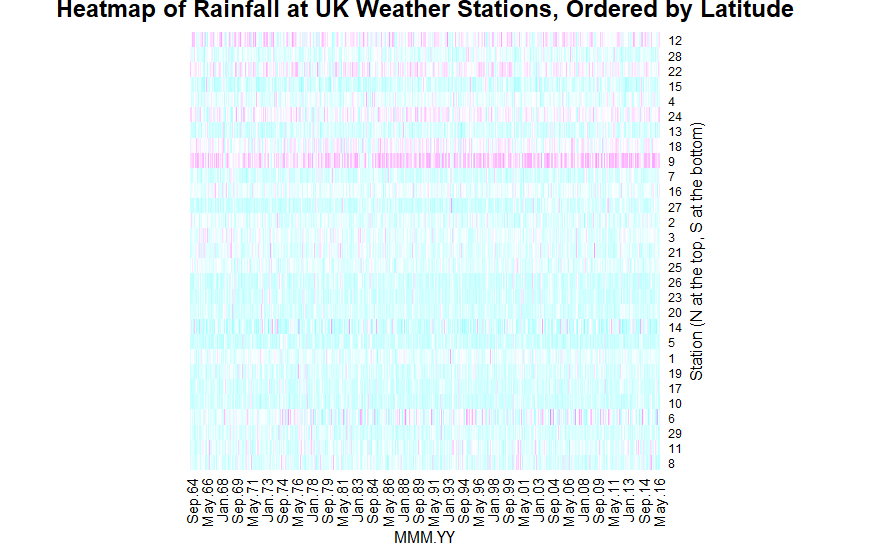 Heatmap of Rainfall at UK Weather Stations, Ordered by Latitude
12
28
22
15
4
24
13
18
9
7
16
27
2
3
21
25
26
23
20
14
5
1
19
17
10
6
29
11
8
Station (N at the top, S at the bottom)
Sep.64
May.66
Jan.68
Sep.69
May.71
Jan.73
Sep.74
May.76
Jan.78
Sep.79
May.81
Jan.83
Sep.84
May.86
Jan.88
Sep.89
May.91
Jan.93
Sep.94
May.96
Jan.98
Sep.99
May.01
Jan.03
Sep.04
May.06
Jan.08
Sep.09
May.11
Jan.13
Sep.14
May.16
MMM.YY